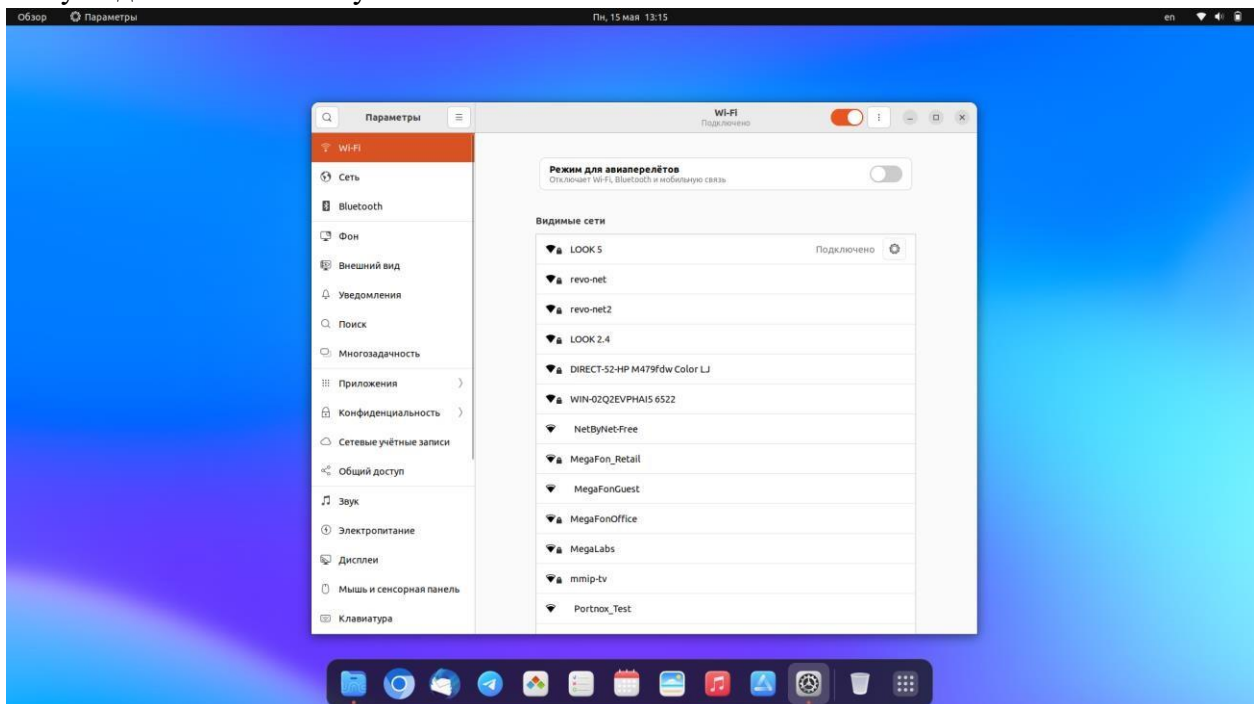 Обзор Параметры Пн, 15 мая 13:15 en
Параметры
Wi-Fi
Подключено
Wi-Fi
Сеть
Bluetooth
Фон
Внешний вид
Уведомления
Поиск
Многозадачность
Приложения
Конфиденциальность
Сетевые учётные записи
Общий доступ
Звук
Электропитание
Дисплеи
Мышь и сенсорная панель
Клавиатура
Режим для авиаперелётов
Отключает Wi-Fi, Bluetooth и мобильную связь
Видимые сети
LOOK 5 Подключено
revo-net
revo-net2
LOOK 2.4
DIRECT-52-HP M479fdw Color LJ
WIN-02Q2EVPHAI5 6522
NetByNet-Free
MegaFon_Retail
MegaFonGuest
MegaFonOffice
MegaLabs
mmip-tv
Portnox_Test